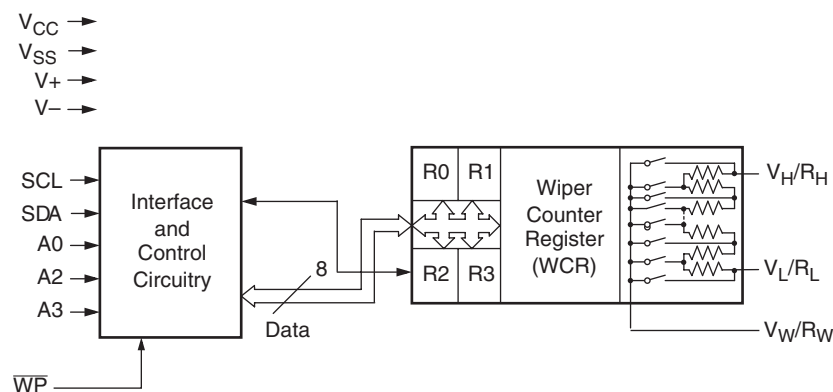 VCC
VSS
V+
V–
SCL
SDA
A0
A2
A3
WP
Interface
and
Control
Circuitry
8
Data
R0 R1
R2 R3
Wiper
Counter
Register
(WCR)
VH/RH
VL/RL
VW/RW